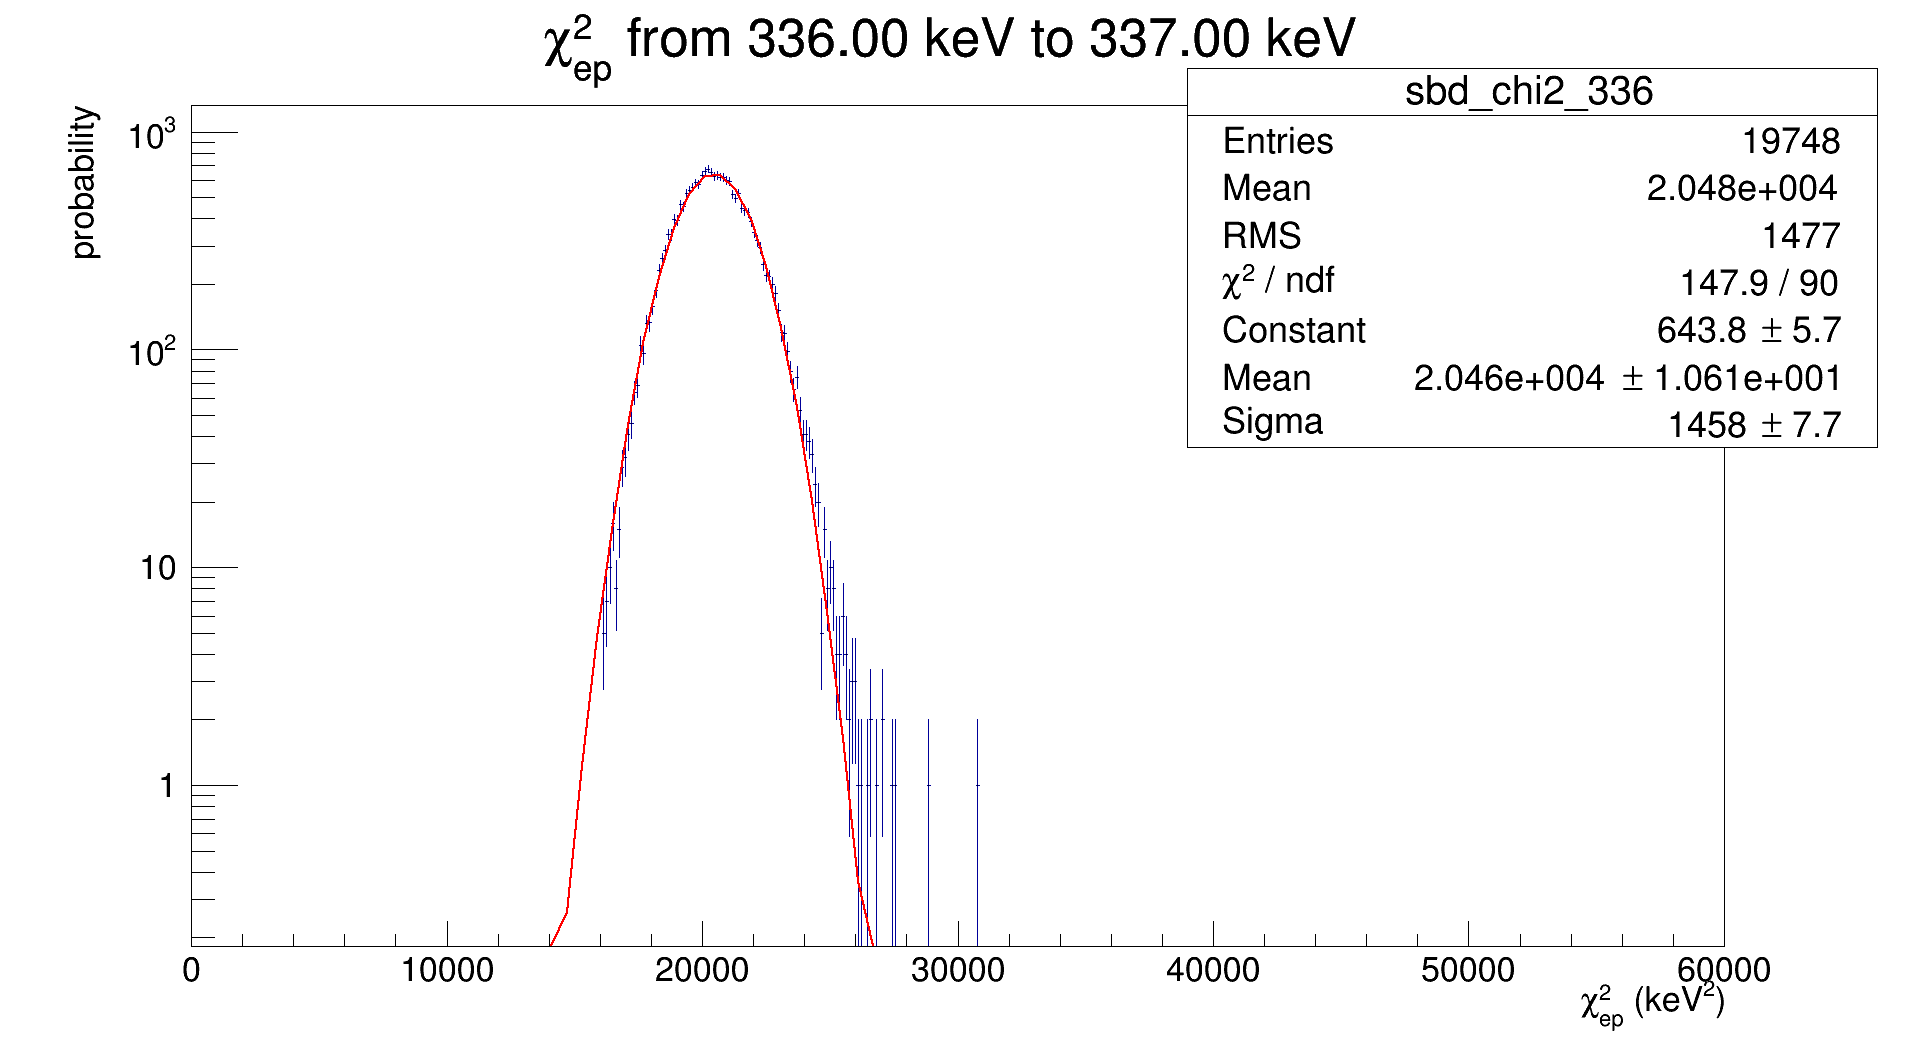 χ²ep from 336.00 keV to 337.00 keV
sbd_chi2_336
Entries 19748
Mean 2.048e+004
RMS 1477
χ² / ndf 147.9 / 90
Constant 643.8 ± 5.7
Mean 2.046e+004 ± 1.061e+001
Sigma 1458 ± 7.7
probability
10³
10²
10
1
0 10000 20000 30000 40000 50000 60000
χ²ep (keV²)